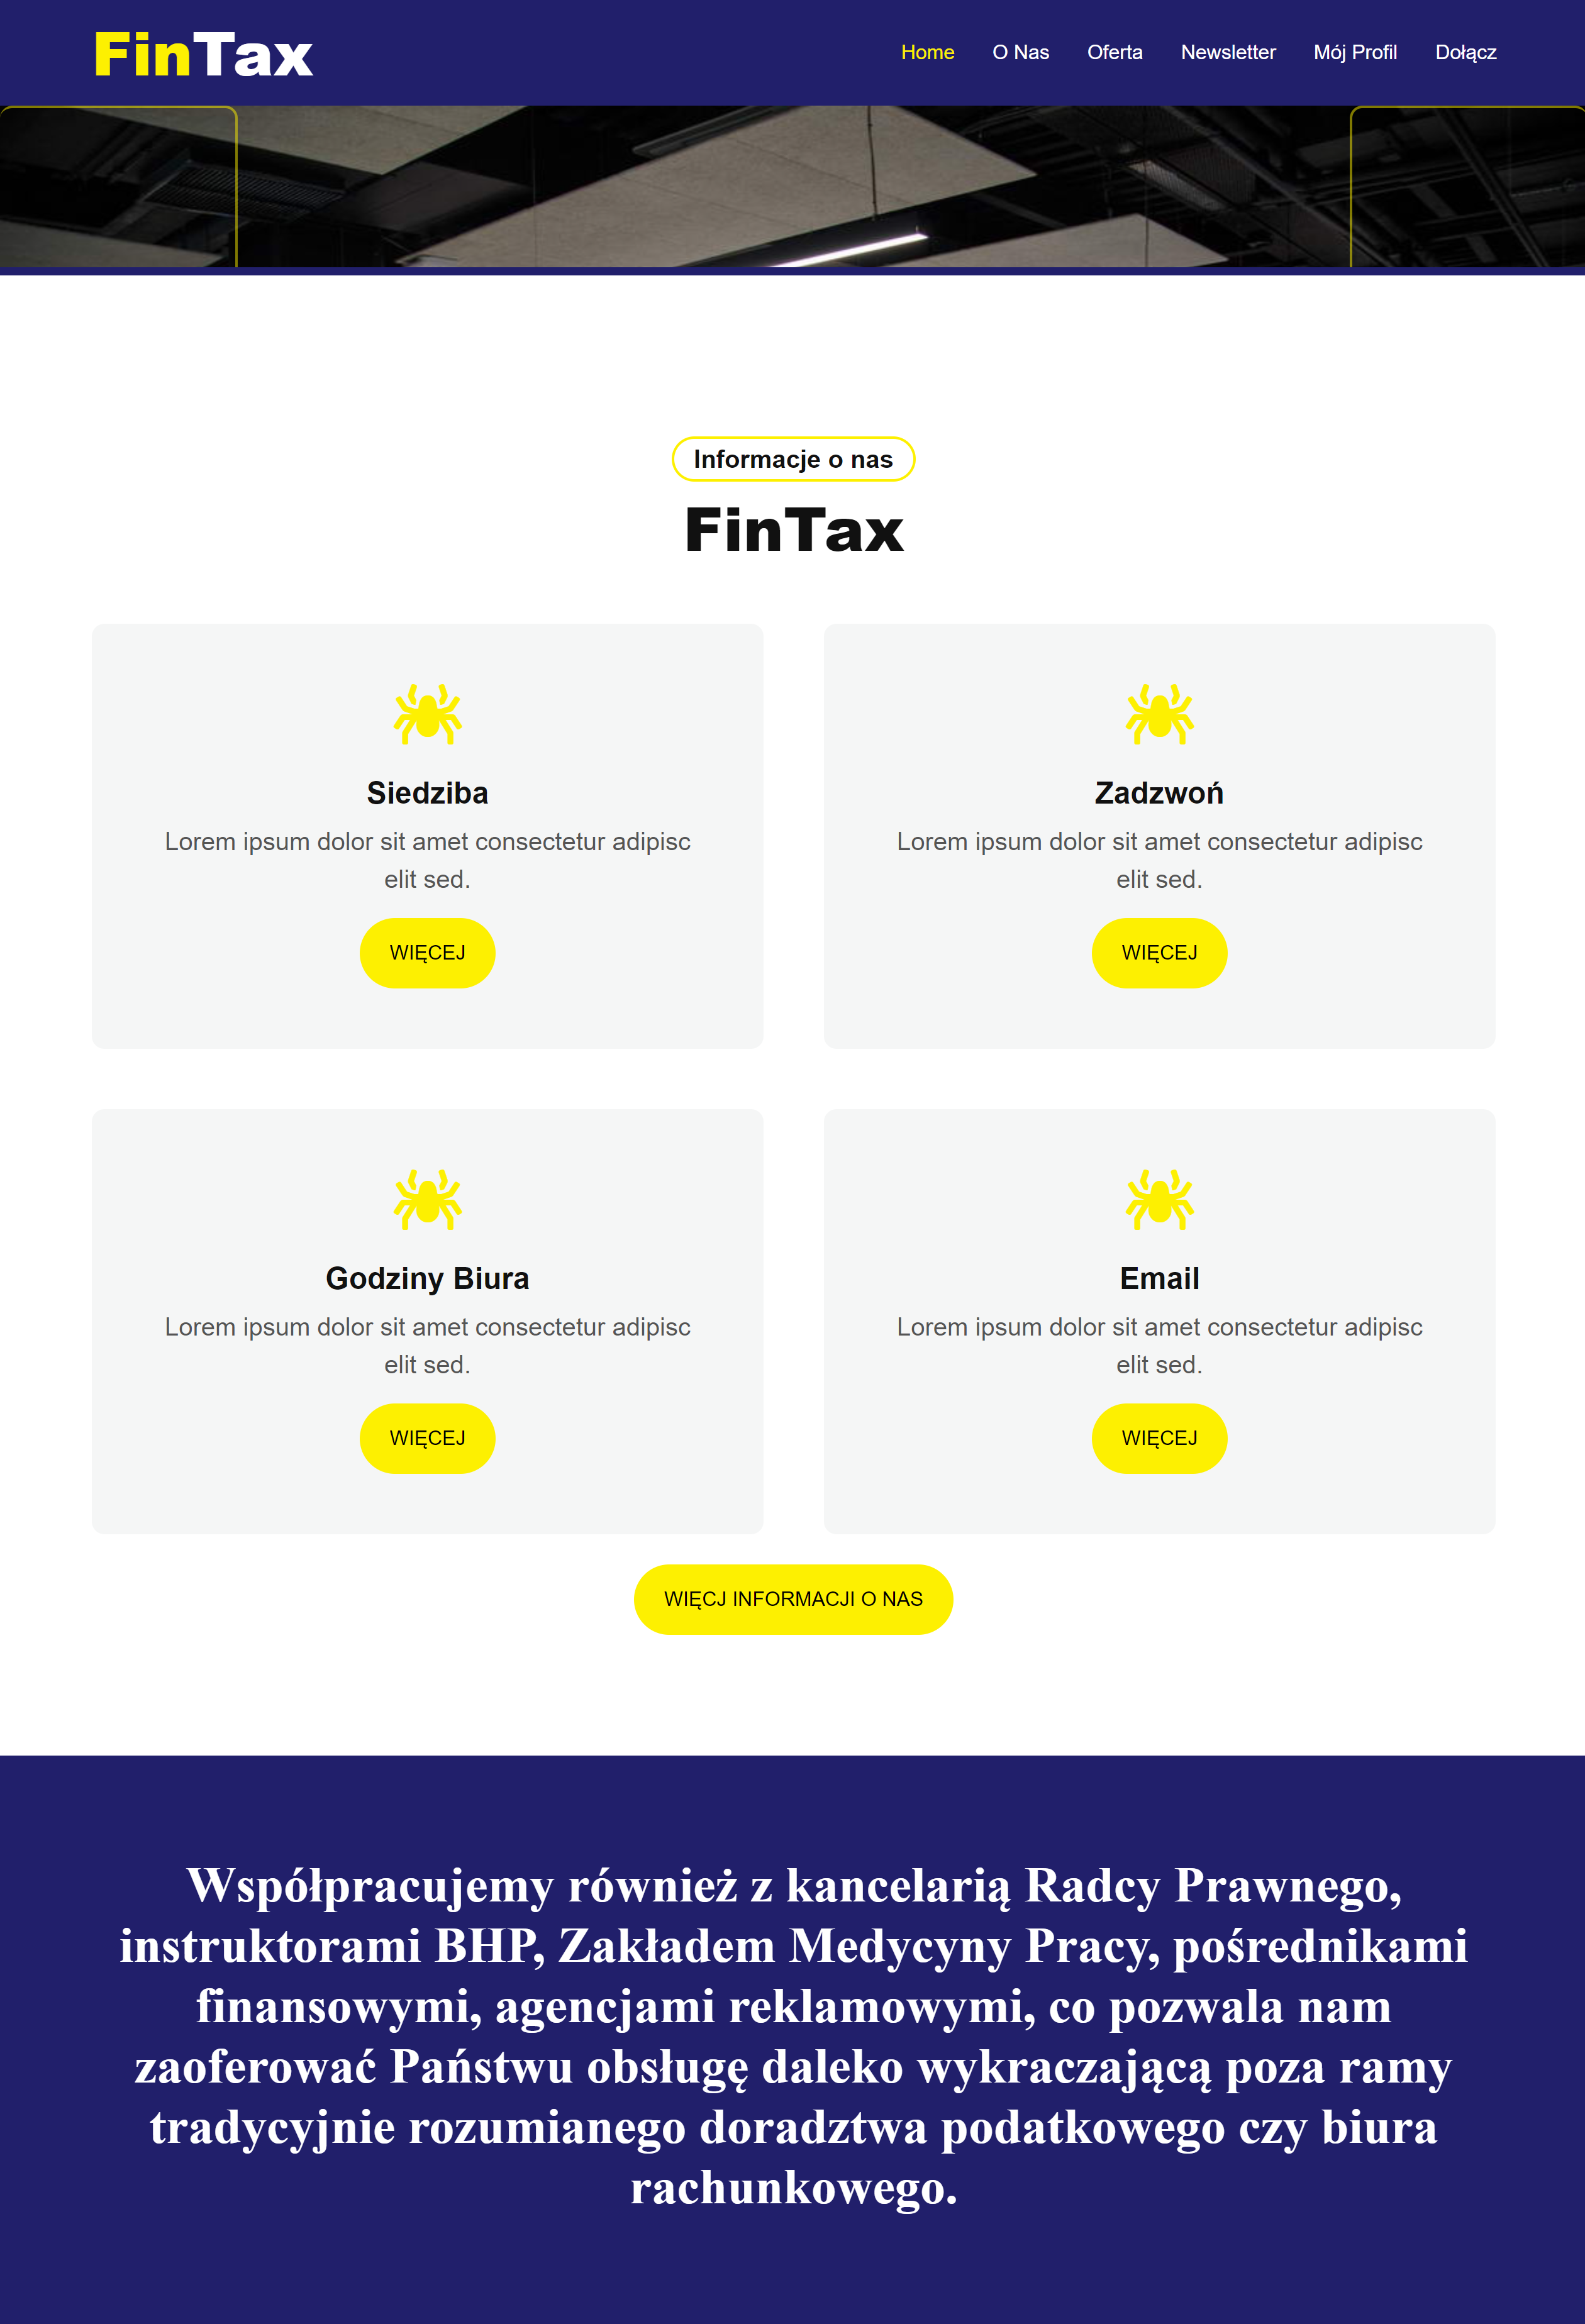 FinTax
Home O Nas Oferta Newsletter Mój Profil Dołącz
Informacje o nas
FinTax
Siedziba
Lorem ipsum dolor sit amet consectetur adipisc
elit sed.
WIĘCEJ
Zadzwoń
Lorem ipsum dolor sit amet consectetur adipisc
elit sed.
WIĘCEJ
Godziny Biura
Lorem ipsum dolor sit amet consectetur adipisc
elit sed.
WIĘCEJ
Email
Lorem ipsum dolor sit amet consectetur adipisc
elit sed.
WIĘCEJ
WIĘCJ INFORMACJI O NAS
Współpracujemy również z kancelarią Radcy Prawnego,
instruktorami BHP, Zakładem Medycyny Pracy, pośrednikami
finansowymi, agencjami reklamowymi, co pozwala nam
zaoferować Państwu obsługę daleko wykraczającą poza ramy
tradycyjnie rozumianego doradztwa podatkowego czy biura
rachunkowego.